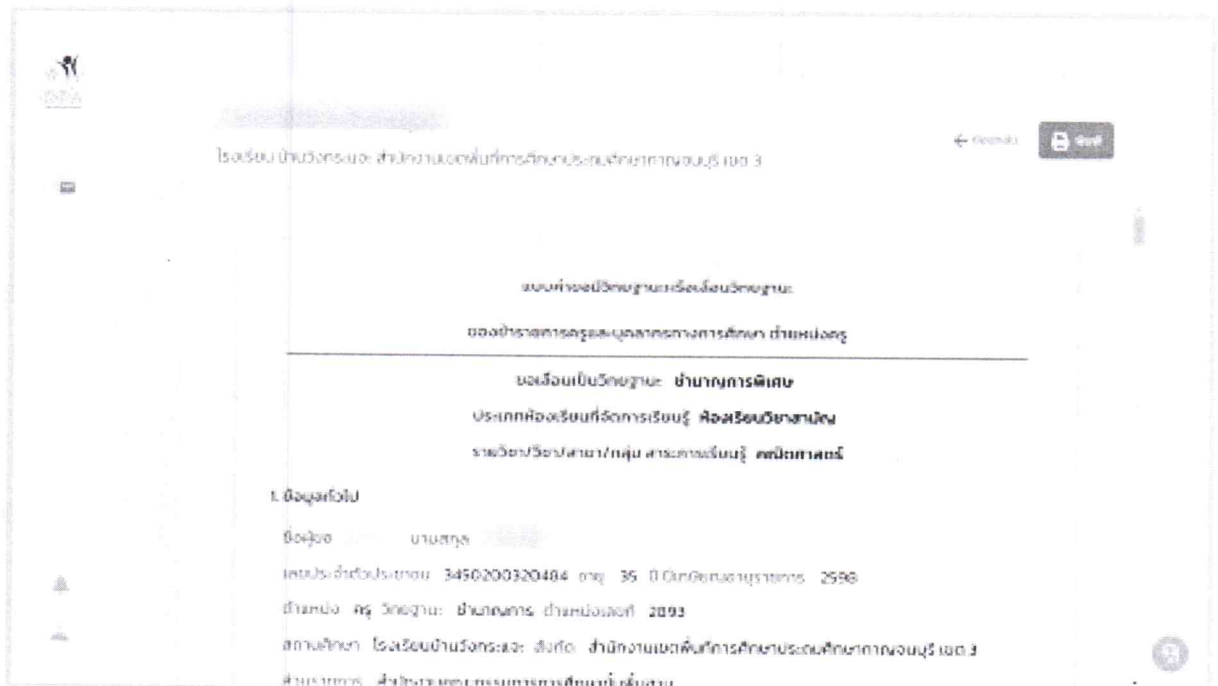 DPA
โรงเรียน บ้านวังกระแจะ สำนักงานเขตพื้นที่การศึกษาประถมศึกษากาญจนบุรี เขต 3
← ย้อนกลับ
พิมพ์
แบบคำขอมีวิทยฐานะหรือเลื่อนวิทยฐานะ
ของข้าราชการครูและบุคลากรทางการศึกษา ตำแหน่งครู
ขอเลื่อนเป็นวิทยฐานะ ชำนาญการพิเศษ
ประเภทห้องเรียนที่จัดการเรียนรู้ ห้องเรียนวิชาสามัญ
รายวิชา/วิชา/สาขา/กลุ่ม สาระการเรียนรู้ คณิตศาสตร์
1. ข้อมูลทั่วไป
ชื่อผู้ขอ นามสกุล
เลขประจำตัวประชาชน 3450200320484 อายุ 35 ปี ปีเกษียณอายุราชการ 2598
ตำแหน่ง ครู วิทยฐานะ ชำนาญการ ตำแหน่งเลขที่ 2893
สถานศึกษา โรงเรียนบ้านวังกระแจะ สังกัด สำนักงานเขตพื้นที่การศึกษาประถมศึกษากาญจนบุรี เขต 3
ส่วนราชการ สำนักงานคณะกรรมการการศึกษาขั้นพื้นฐาน